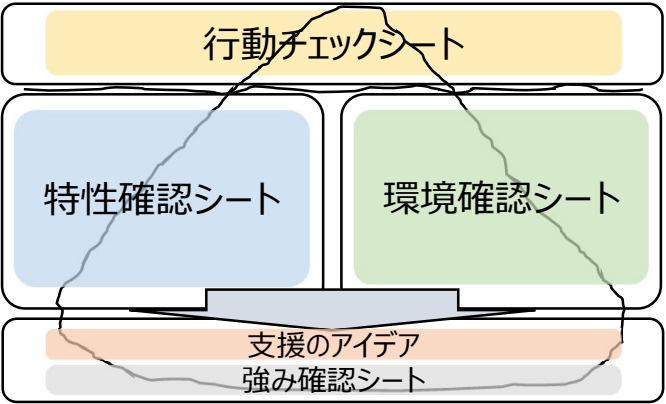 行動チェックシート
特性確認シート
環境確認シート
支援のアイデア
強み確認シート